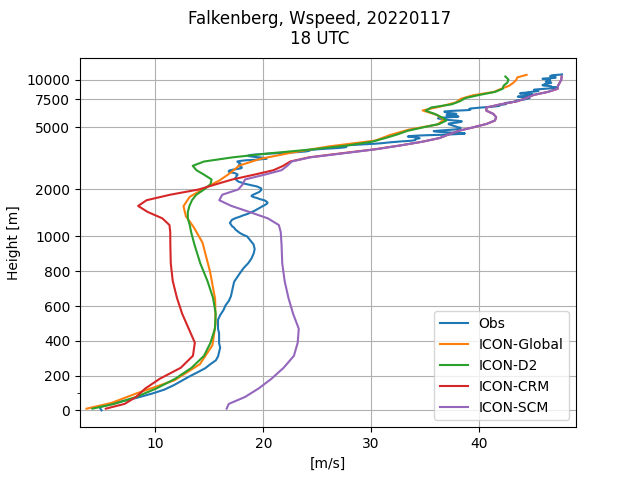 Falkenberg, Wspeed, 20220117
18 UTC
10000
7500
5000
2000
1000
800
600
400
200
0
Height [m]
10
20
30
40
[m/s]
Obs
ICON-Global
ICON-D2
ICON-CRM
ICON-SCM